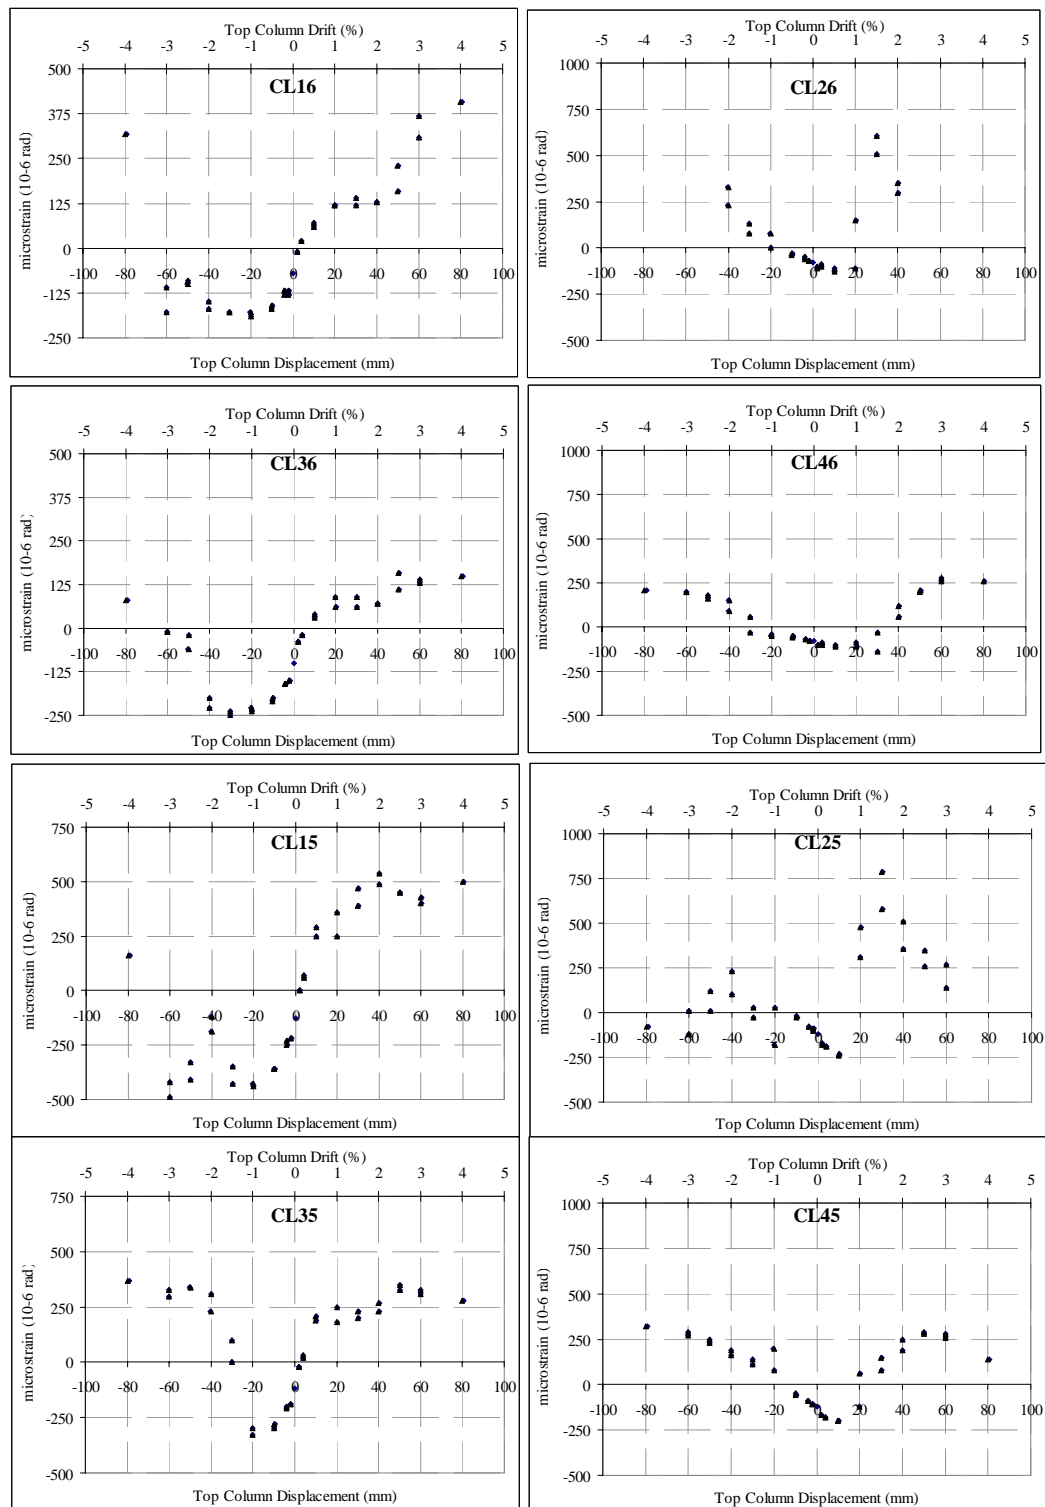 Top Column Drift (%)
-5 -4 -3 -2 -1 0 1 2 3 4 5
500
CL16
375
250
125
0
-100 -80 -60 -40 -20 0 20 40 60 80 100
-125
-250
microstrain (10-6 rad)
Top Column Displacement (mm)
Top Column Drift (%)
-5 -4 -3 -2 -1 0 1 2 3 4 5
1000
CL26
750
500
250
0
-100 -80 -60 -40 -20 0 20 40 60 80 100
-250
-500
microstrain (10-6 rad)
Top Column Displacement (mm)
Top Column Drift (%)
-5 -4 -3 -2 -1 0 1 2 3 4 5
500
CL36
375
250
125
0
-100 -80 -60 -40 -20 0 20 40 60 80 100
-125
-250
microstrain (10-6 rad)
Top Column Displacement (mm)
Top Column Drift (%)
-5 -4 -3 -2 -1 0 1 2 3 4 5
1000
CL46
750
500
250
0
-100 -80 -60 -40 -20 0 20 40 60 80 100
-250
-500
microstrain (10-6 rad)
Top Column Displacement (mm)
Top Column Drift (%)
-5 -4 -3 -2 -1 0 1 2 3 4 5
750
CL15
500
250
0
-100 -80 -60 -40 -20 0 20 40 60 80 100
-250
-500
microstrain (10-6 rad)
Top Column Displacement (mm)
Top Column Drift (%)
-5 -4 -3 -2 -1 0 1 2 3 4 5
1000
CL25
750
500
250
0
-100 -80 -60 -40 -20 0 20 40 60 80 100
-250
-500
microstrain (10-6 rad)
Top Column Displacement (mm)
Top Column Drift (%)
-5 -4 -3 -2 -1 0 1 2 3 4 5
750
CL35
500
250
0
-100 -80 -60 -40 -20 0 20 40 60 80 100
-250
-500
microstrain (10-6 rad)
Top Column Displacement (mm)
Top Column Drift (%)
-5 -4 -3 -2 -1 0 1 2 3 4 5
1000
CL45
750
500
250
0
-100 -80 -60 -40 -20 0 20 40 60 80 100
-250
-500
microstrain (10-6 rad)
Top Column Displacement (mm)